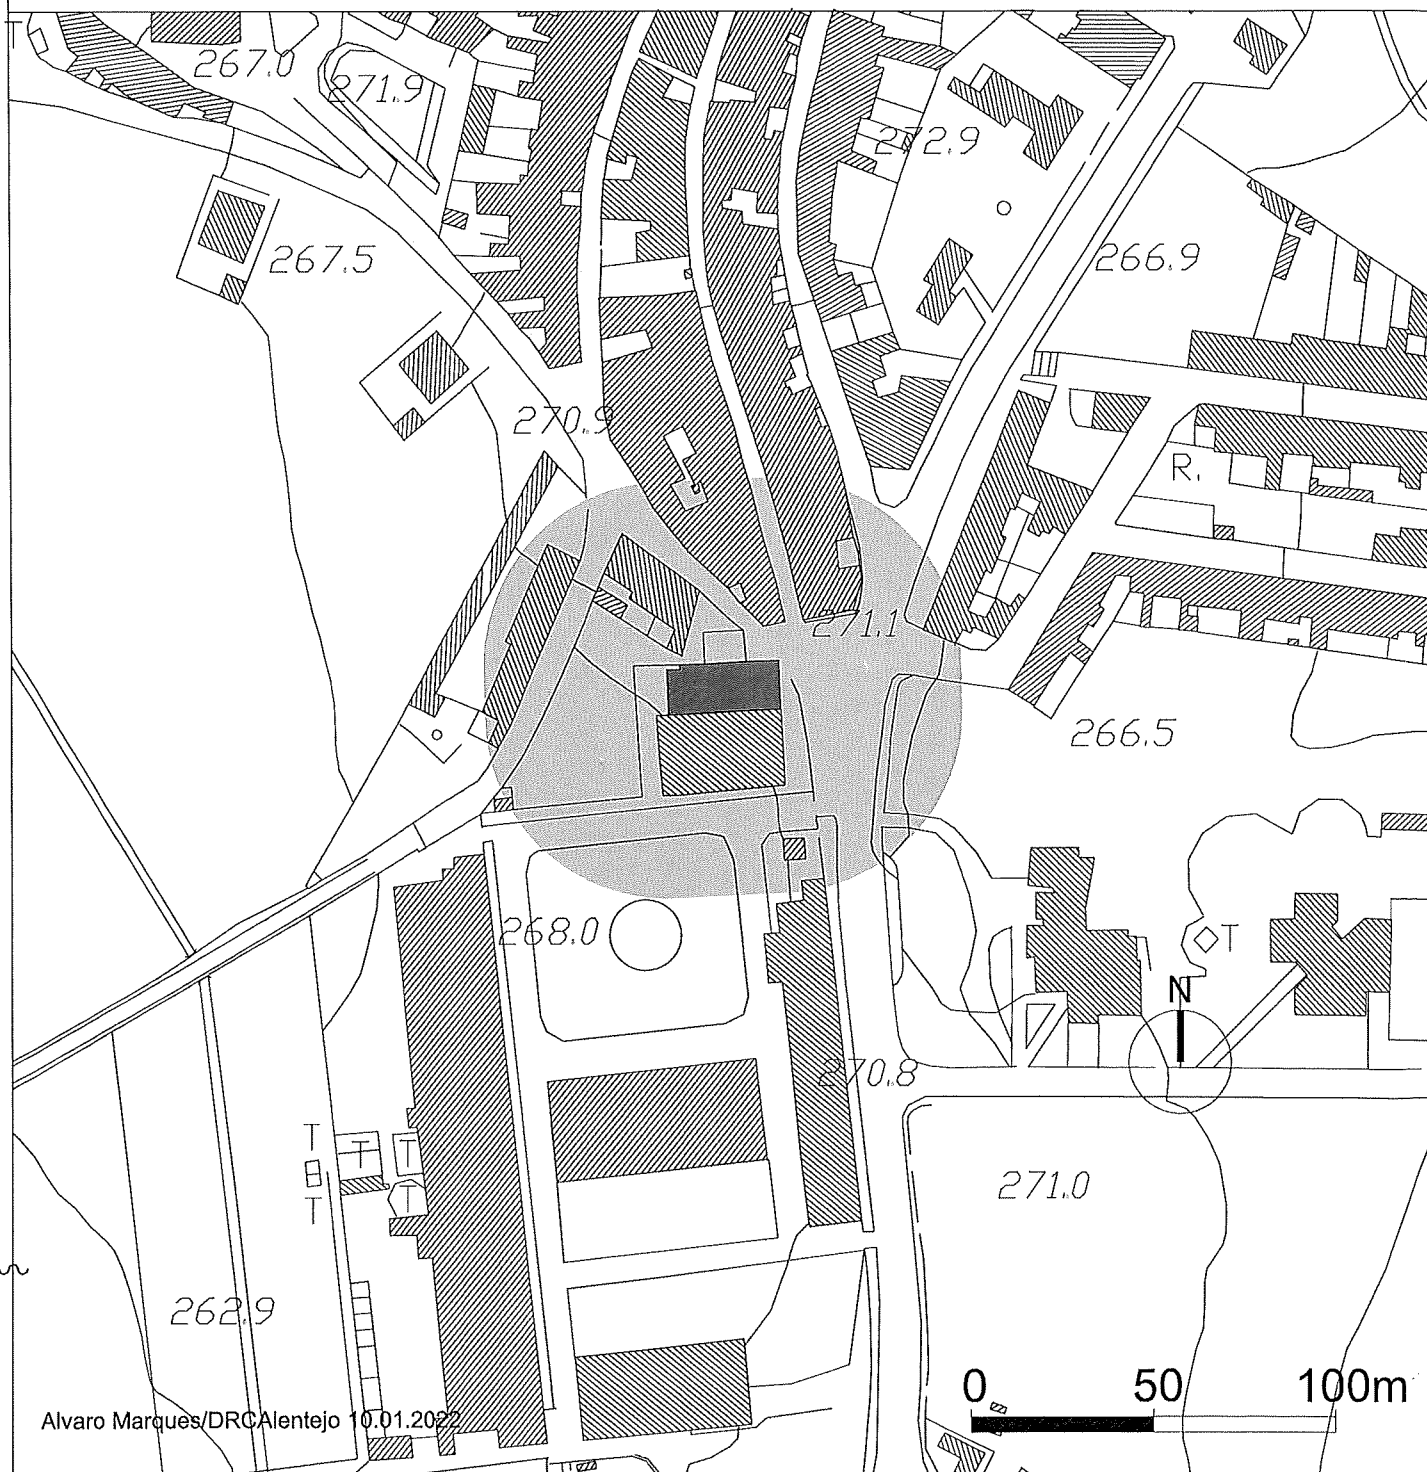 T
267.0
271.9
272.9
267.5
266.9
270.9
R.
271.1
266.5
268.0
T
N
270.8
T
T
T
271.0
T
T
262.9
0 50 100m
Alvaro Marques/DRCAlentejo 10.01.2022